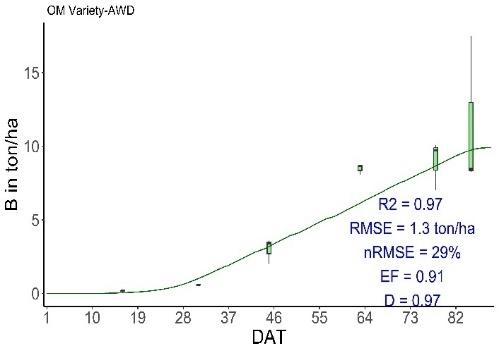 OM Variety-AWD
15
10
5
0
B in ton/ha
R2 = 0.97
RMSE = 1.3 ton/ha
nRMSE = 29%
EF = 0.91
D = 0.97
1 10 19 28 37 46 55 64 73 82
DAT